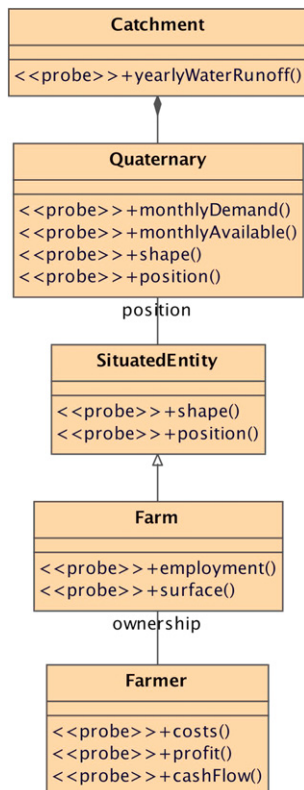 Catchment
<<probe>>+yearlyWaterRunoff()
Quaternary
<<probe>>+monthlyDemand()
<<probe>>+monthlyAvailable()
<<probe>>+shape()
<<probe>>+position()
position
SituatedEntity
<<probe>>+shape()
<<probe>>+position()
Farm
<<probe>>+employment()
<<probe>>+surface()
ownership
Farmer
<<probe>>+costs()
<<probe>>+profit()
<<probe>>+cashFlow()